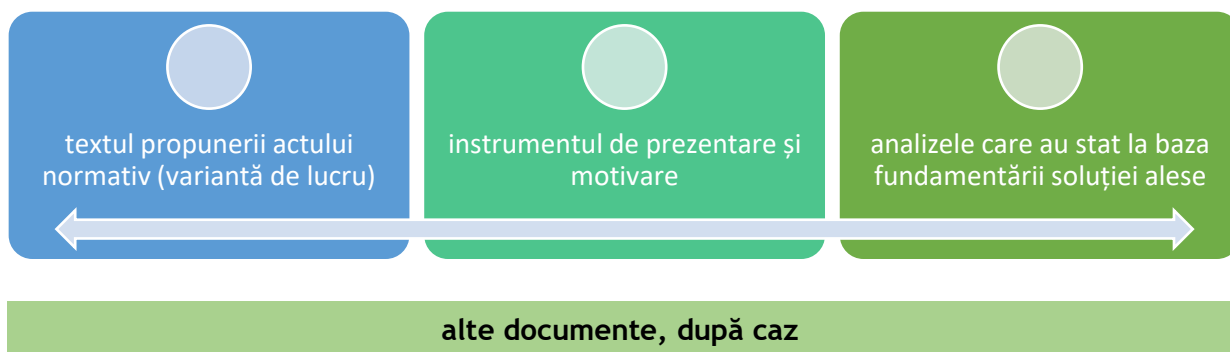 textul propunerii actului
normativ (variantă de lucru)
instrumentul de prezentare și
motivare
analizele care au stat la baza
fundamentării soluției alese
alte documente, după caz